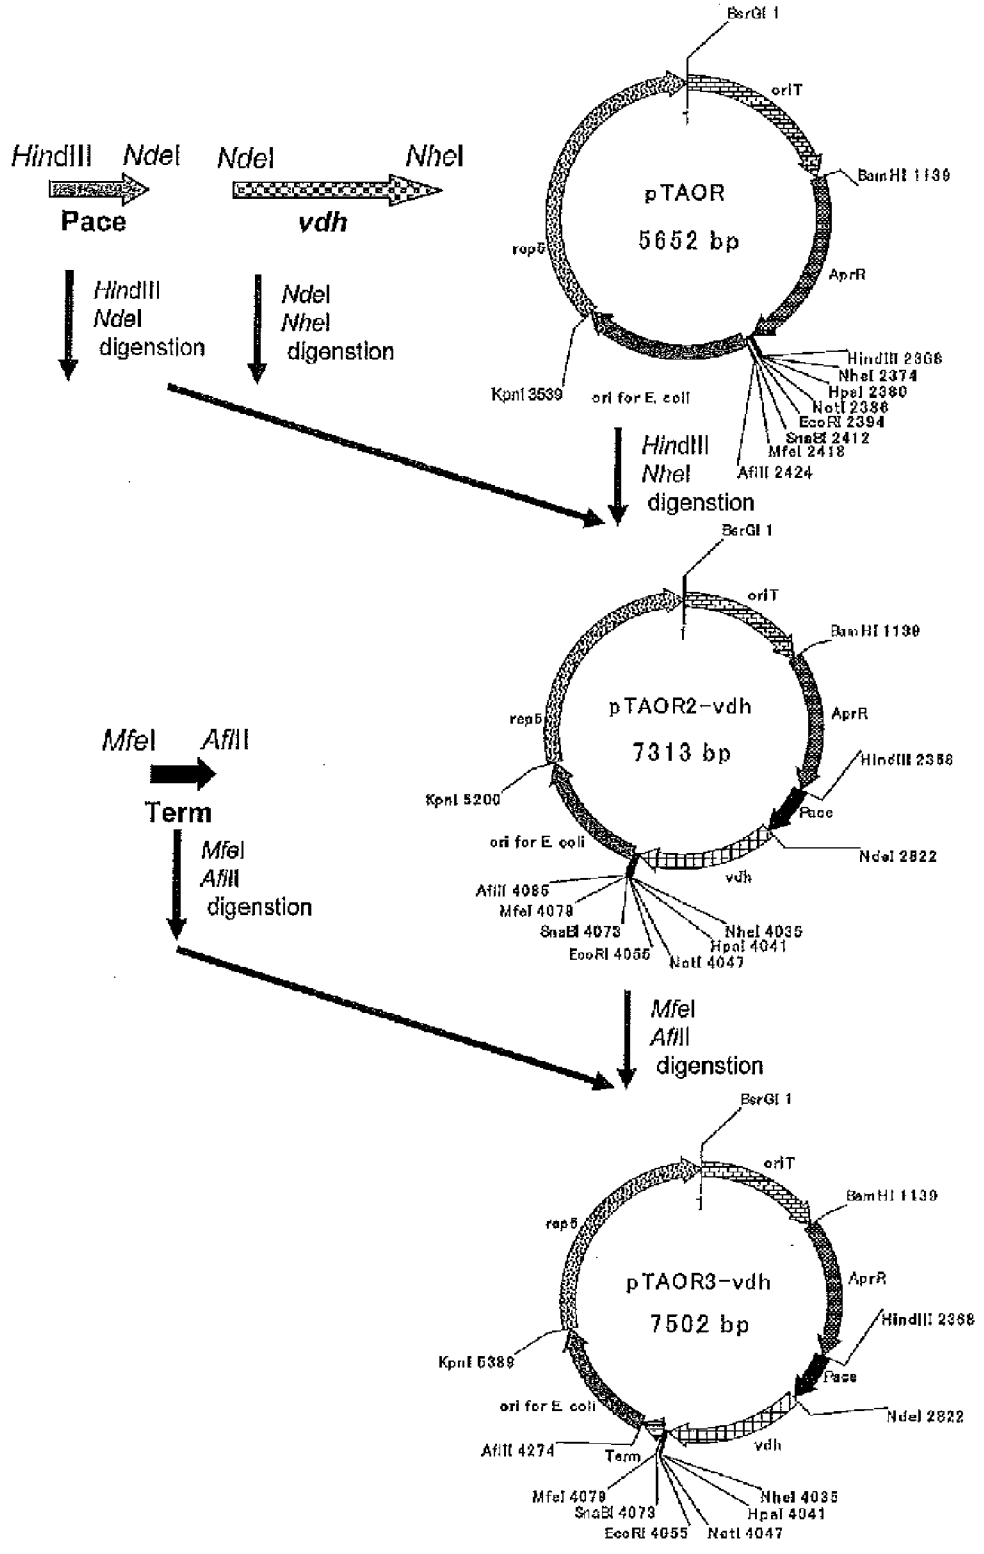 BsrGI 1
oriT
1
HindIII NdeI
NdeI NheI
Pace
vdh
BamHI 1139
pTAOR
5652 bp
rep5
AprR
HindIII
NdeI
digenstion
NdeI
NheI
digenstion
HindIII 2368
NheI 2374
HpaI 2380
NotI 2386
EcoRI 2394
SnaBI 2412
MfeI 2418
AflII 2424
KpnI 3539
ori for E. coli
HindIII
NheI
digenstion
BsrGI 1
oriT
1
BamHI 1139
pTAOR2-vdh
7313 bp
rep5
AprR
HindIII 2368
Pace
NdeI 2822
vdh
KpnI 5200
ori for E. coli
AflII 4085
MfeI 4079
SnaBI 4073
EcoRI 4055
NheI 4035
HpaI 4041
NotI 4047
MfeI AflII
Term
MfeI
AflII
digenstion
MfeI
AflII
digenstion
BsrGI 1
oriT
1
BamHI 1139
rep5
pTAOR3-vdh
7502 bp
AprR
HindIII 2368
Pace
NdeI 2822
vdh
KpnI 5389
ori for E. coli
AflII 4274
Term
MfeI 4079
SnaBI 4073
EcoRI 4055
NheI 4035
HpaI 4041
NotI 4047